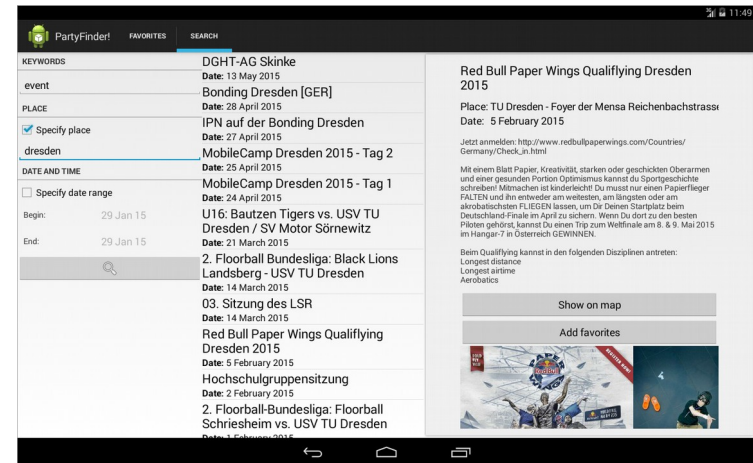 11:49
PartyFinder!
FAVORITES
SEARCH
KEYWORDS
event
PLACE
Specify place
dresden
DATE AND TIME
Specify date range
Begin: 29 Jan 15
End: 29 Jan 15
DGHT-AG Skinke
Date: 13 May 2015
Bonding Dresden [GER]
Date: 28 April 2015
IPN auf der Bonding Dresden
Date: 27 April 2015
MobileCamp Dresden 2015 - Tag 2
Date: 25 April 2015
MobileCamp Dresden 2015 - Tag 1
Date: 24 April 2015
U16: Bautzen Tigers vs. USV TU
Dresden / SV Motor Sörnewitz
Date: 21 March 2015
2. Floorball Bundesliga: Black Lions
Landsberg - USV TU Dresden
Date: 14 March 2015
03. Sitzung des LSR
Date: 14 March 2015
Red Bull Paper Wings Qualiflying
Dresden 2015
Date: 5 February 2015
Hochschulgruppensitzung
Date: 2 February 2015
2. Floorball-Bundesliga: Floorball
Schriesheim vs. USV TU Dresden
Date: 1 February 2015
Red Bull Paper Wings Qualiflying Dresden
2015
Place: TU Dresden - Foyer der Mensa Reichenbachstrasse
Date: 5 February 2015
Jetzt anmelden: http://www.redbullpaperwings.com/Countries/
Germany/Check_in.html
Mit einem Blatt Papier, Kreativität, starken oder geschickten Oberarmen
und einer gesunden Portion Optimismus kannst du Sportgeschichte
schreiben! Mitmachen ist kinderleicht! Du musst nur einen Papierflieger
FALTEN und ihn entweder am weitesten, am längsten oder am
akrobatischsten FLIEGEN lassen, um Dir Deinen Startplatz beim
Deutschland-Finale im April zu sichern. Wenn Du dort zu den besten
Piloten gehörst, kannst Du einen Trip zum Weltfinale am 8. & 9. Mai 2015
im Hangar-7 in Österreich GEWINNEN.
Beim Qualiflying kannst in den folgenden Disziplinen antreten:
Longest distance
Longest airtime
Aerobatics
Show on map
Add favorites
REGISTER NOW!